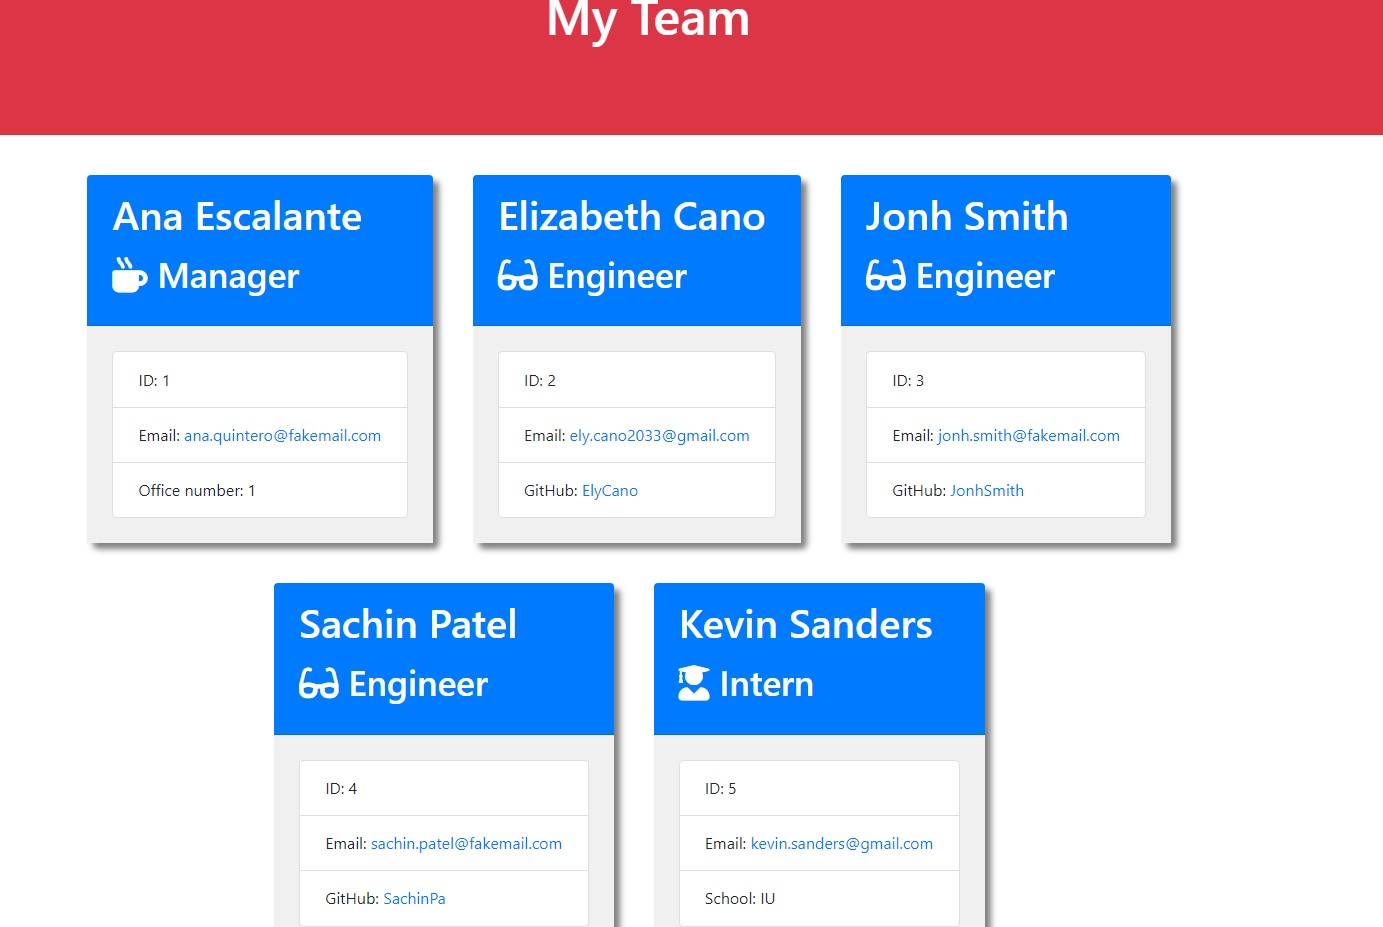 My Team
Ana Escalante
Manager
ID: 1
Email: ana.quintero@fakemail.com
Office number: 1
Elizabeth Cano
Engineer
ID: 2
Email: ely.cano2033@gmail.com
GitHub: ElyCano
Jonh Smith
Engineer
ID: 3
Email: jonh.smith@fakemail.com
GitHub: JonhSmith
Sachin Patel
Engineer
ID: 4
Email: sachin.patel@fakemail.com
GitHub: SachinPa
Kevin Sanders
Intern
ID: 5
Email: kevin.sanders@gmail.com
School: IU